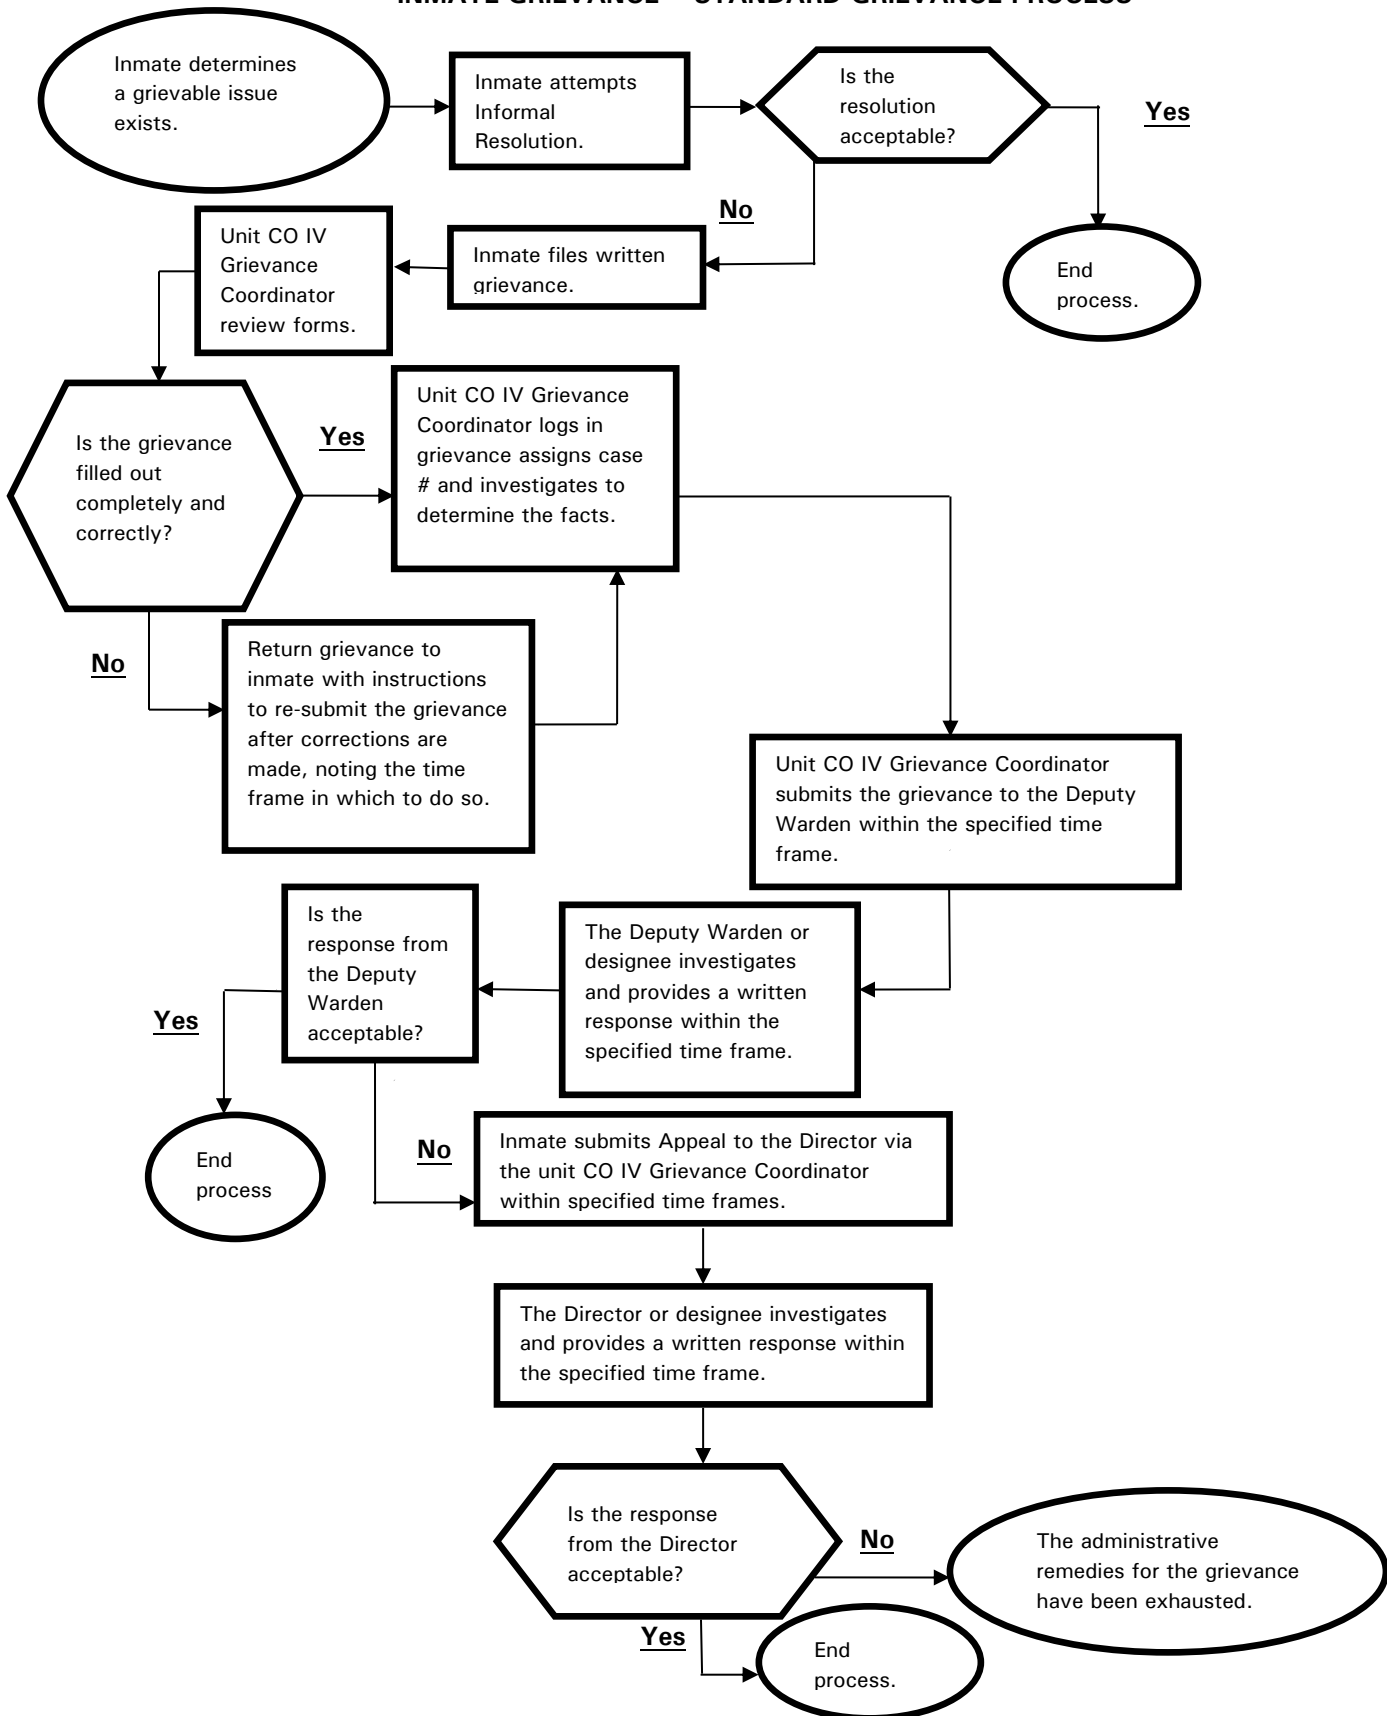 INMATE GRIEVANCE – STANDARD GRIEVANCE PROCESS
Inmate determines
a grievable issue
exists.
Inmate attempts
Informal
Resolution.
Is the
resolution
acceptable?
Yes
End
process.
No
Inmate files written
grievance.
Unit CO IV
Grievance
Coordinator
review forms.
Is the grievance
filled out
completely and
correctly?
Yes
Unit CO IV Grievance
Coordinator logs in
grievance assigns case
# and investigates to
determine the facts.
No
Return grievance to
inmate with instructions
to re-submit the grievance
after corrections are
made, noting the time
frame in which to do so.
Unit CO IV Grievance Coordinator
submits the grievance to the Deputy
Warden within the specified time
frame.
The Deputy Warden or
designee investigates
and provides a written
response within the
specified time frame.
Is the
response from
the Deputy
Warden
acceptable?
Yes
End
process
No
Inmate submits Appeal to the Director via
the unit CO IV Grievance Coordinator
within specified time frames.
The Director or designee investigates
and provides a written response within
the specified time frame.
Is the response
from the Director
acceptable?
No
The administrative
remedies for the grievance
have been exhausted.
Yes
End
process.